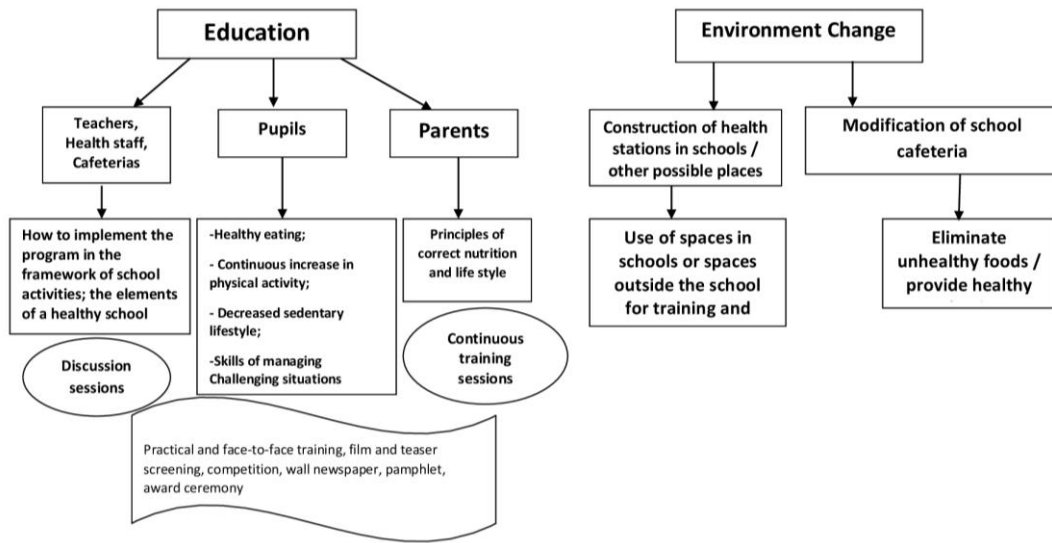 Education
Teachers,
Health staff,
Cafeterias
Pupils
Parents
How to implement the
program in the
framework of school
activities; the elements
of a healthy school
-Healthy eating;
- Continuous increase in
physical activity;
- Decreased sedentary
lifestyle;
-Skills of managing
Challenging situations
Principles of
correct nutrition
and life style
Discussion
sessions
Continuous
training
sessions
Practical and face-to-face training, film and teaser
screening, competition, wall newspaper, pamphlet,
award ceremony
Environment Change
Construction of health
stations in schools /
other possible places
Modification of school
cafeteria
Use of spaces in
schools or spaces
outside the school
for training and
Eliminate
unhealthy foods /
provide healthy